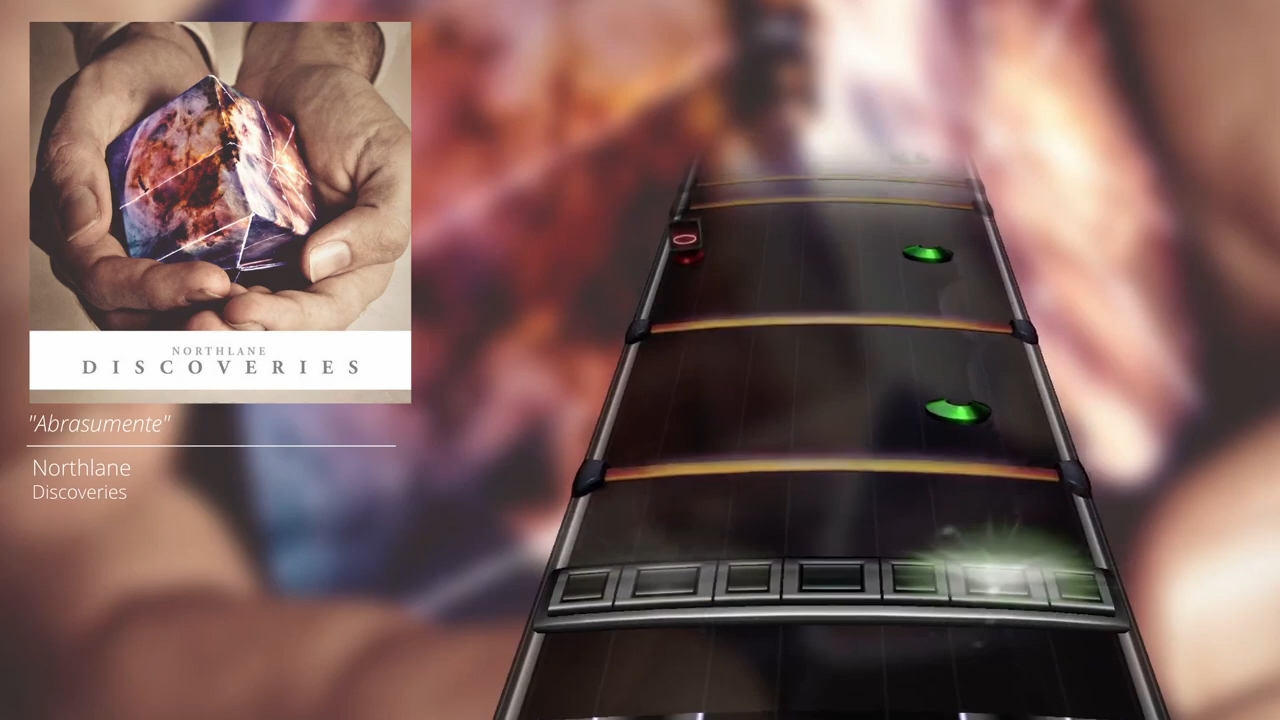 NORTHLANE
DISCOVERIES
"Abrasumente"
Northlane
Discoveries